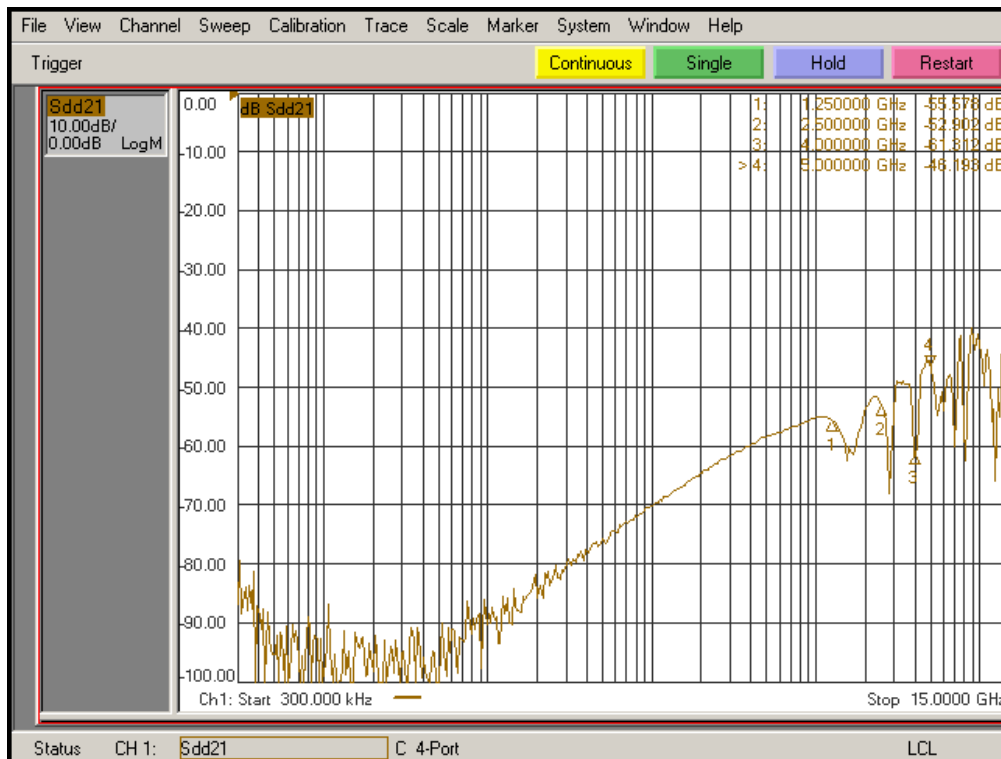 File View Channel Sweep Calibration Trace Scale Marker System Window Help
Trigger
Continuous Single Hold Restart
Sdd21
10.00dB/
0.00dB LogM
dB Sdd21
1: 1.250000 GHz -55.578 dB
2: 2.500000 GHz -52.902 dB
3: 4.000000 GHz -61.312 dB
> 4: 5.000000 GHz -46.193 dB
0.00
-10.00
-20.00
-30.00
-40.00
-50.00
-60.00
-70.00
-80.00
-90.00
-100.00
4
1
2
3
Ch1: Start 300.000 kHz
Stop 15.0000 GHz
Status CH 1: Sdd21 C 4-Port LCL